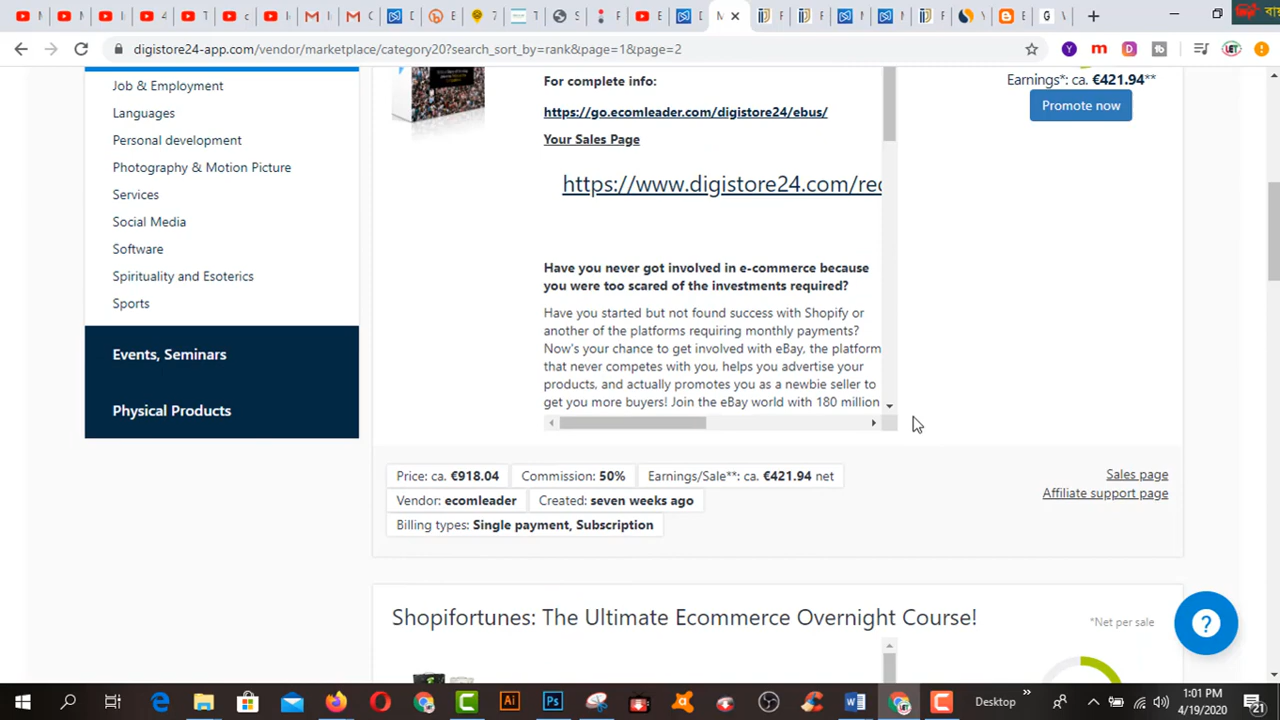 digistore24-app.com/vendor/marketplace/category20?search_sort_by=rank&page=1&page=2
Job & Employment
Languages
Personal development
Photography & Motion Picture
Services
Social Media
Software
Spirituality and Esoterics
Sports
Events, Seminars
Physical Products
For complete info:
https://go.ecomleader.com/digistore24/ebus/
Your Sales Page
https://www.digistore24.com/red
Have you never got involved in e-commerce because
you were too scared of the investments required?
Have you started but not found success with Shopify or
another of the platforms requiring monthly payments?
Now's your chance to get involved with eBay, the platform
that never competes with you, helps you advertise your
products, and actually promotes you as a newbie seller to
get you more buyers! Join the eBay world with 180 million
Earnings*: ca. €421.94**
Promote now
Price: ca. €918.04
Commission: 50%
Earnings/Sale**: ca. €421.94 net
Vendor: ecomleader
Created: seven weeks ago
Billing types: Single payment, Subscription
Sales page
Affiliate support page
Shopifortunes: The Ultimate Ecommerce Overnight Course!
*Net per sale
Desktop
1:01 PM
4/19/2020
21